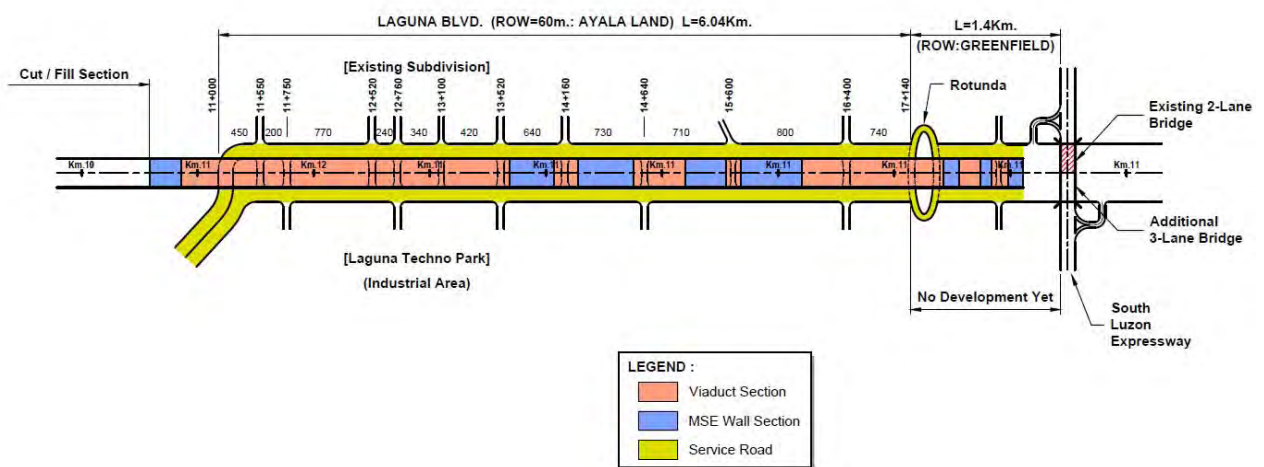 LAGUNA BLVD. (ROW=60m.: AYALA LAND) L=6.04Km.
L=1.4Km.
(ROW:GREENFIELD)
Cut / Fill Section
[Existing Subdivision]
Rotunda
Existing 2-Lane
Bridge
11+000
11+550
11+750
12+520
12+760
13+100
13+520
14+160
14+640
15+600
16+400
17+140
450
200
770
240
340
420
640
730
710
800
740
Km.10
Km.11
Km.12
Km.11
Km.11
Km.11
Km.11
Km.11
Km.11
Km.11
Additional
3-Lane Bridge
[Laguna Techno Park]
(Industrial Area)
No Development Yet
South
Luzon
Expressway
LEGEND :
Viaduct Section
MSE Wall Section
Service Road